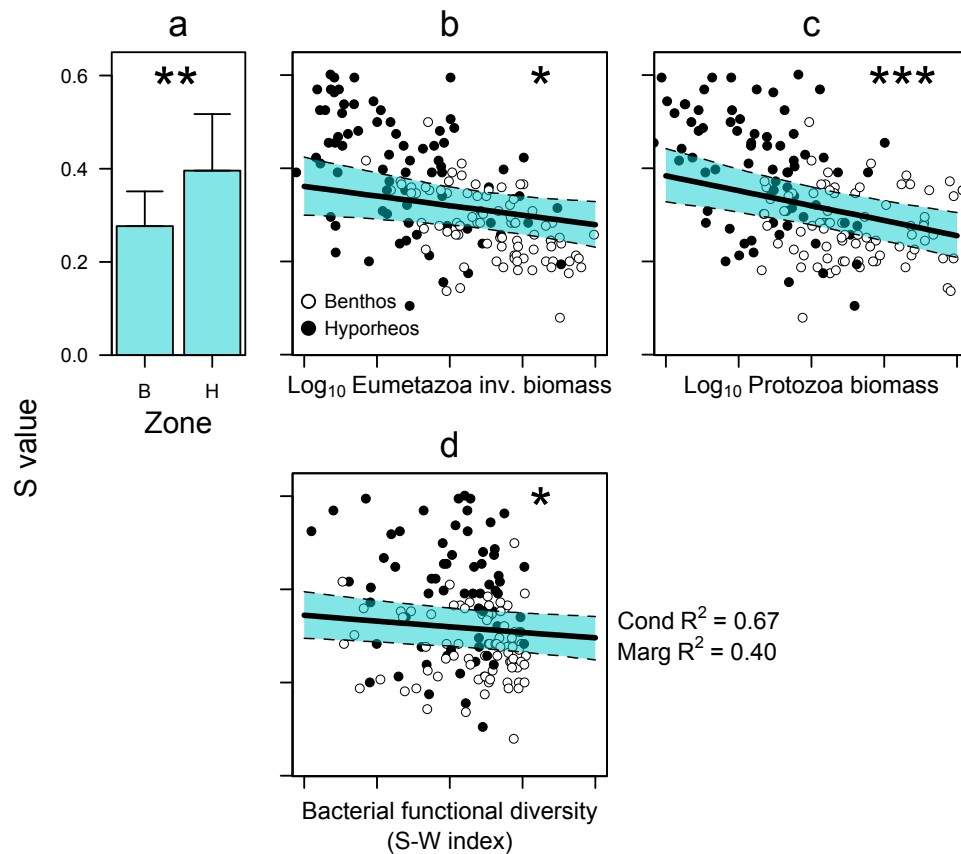 a
b
c
**
*
***
0.6
0.4
0.2
0.0
Benthos
Hyporheos
B H
Zone
Log10 Eumetazoa inv. biomass
Log10 Protozoa biomass
S value
d
*
Cond R2 = 0.67
Marg R2 = 0.40
Bacterial functional diversity
(S-W index)